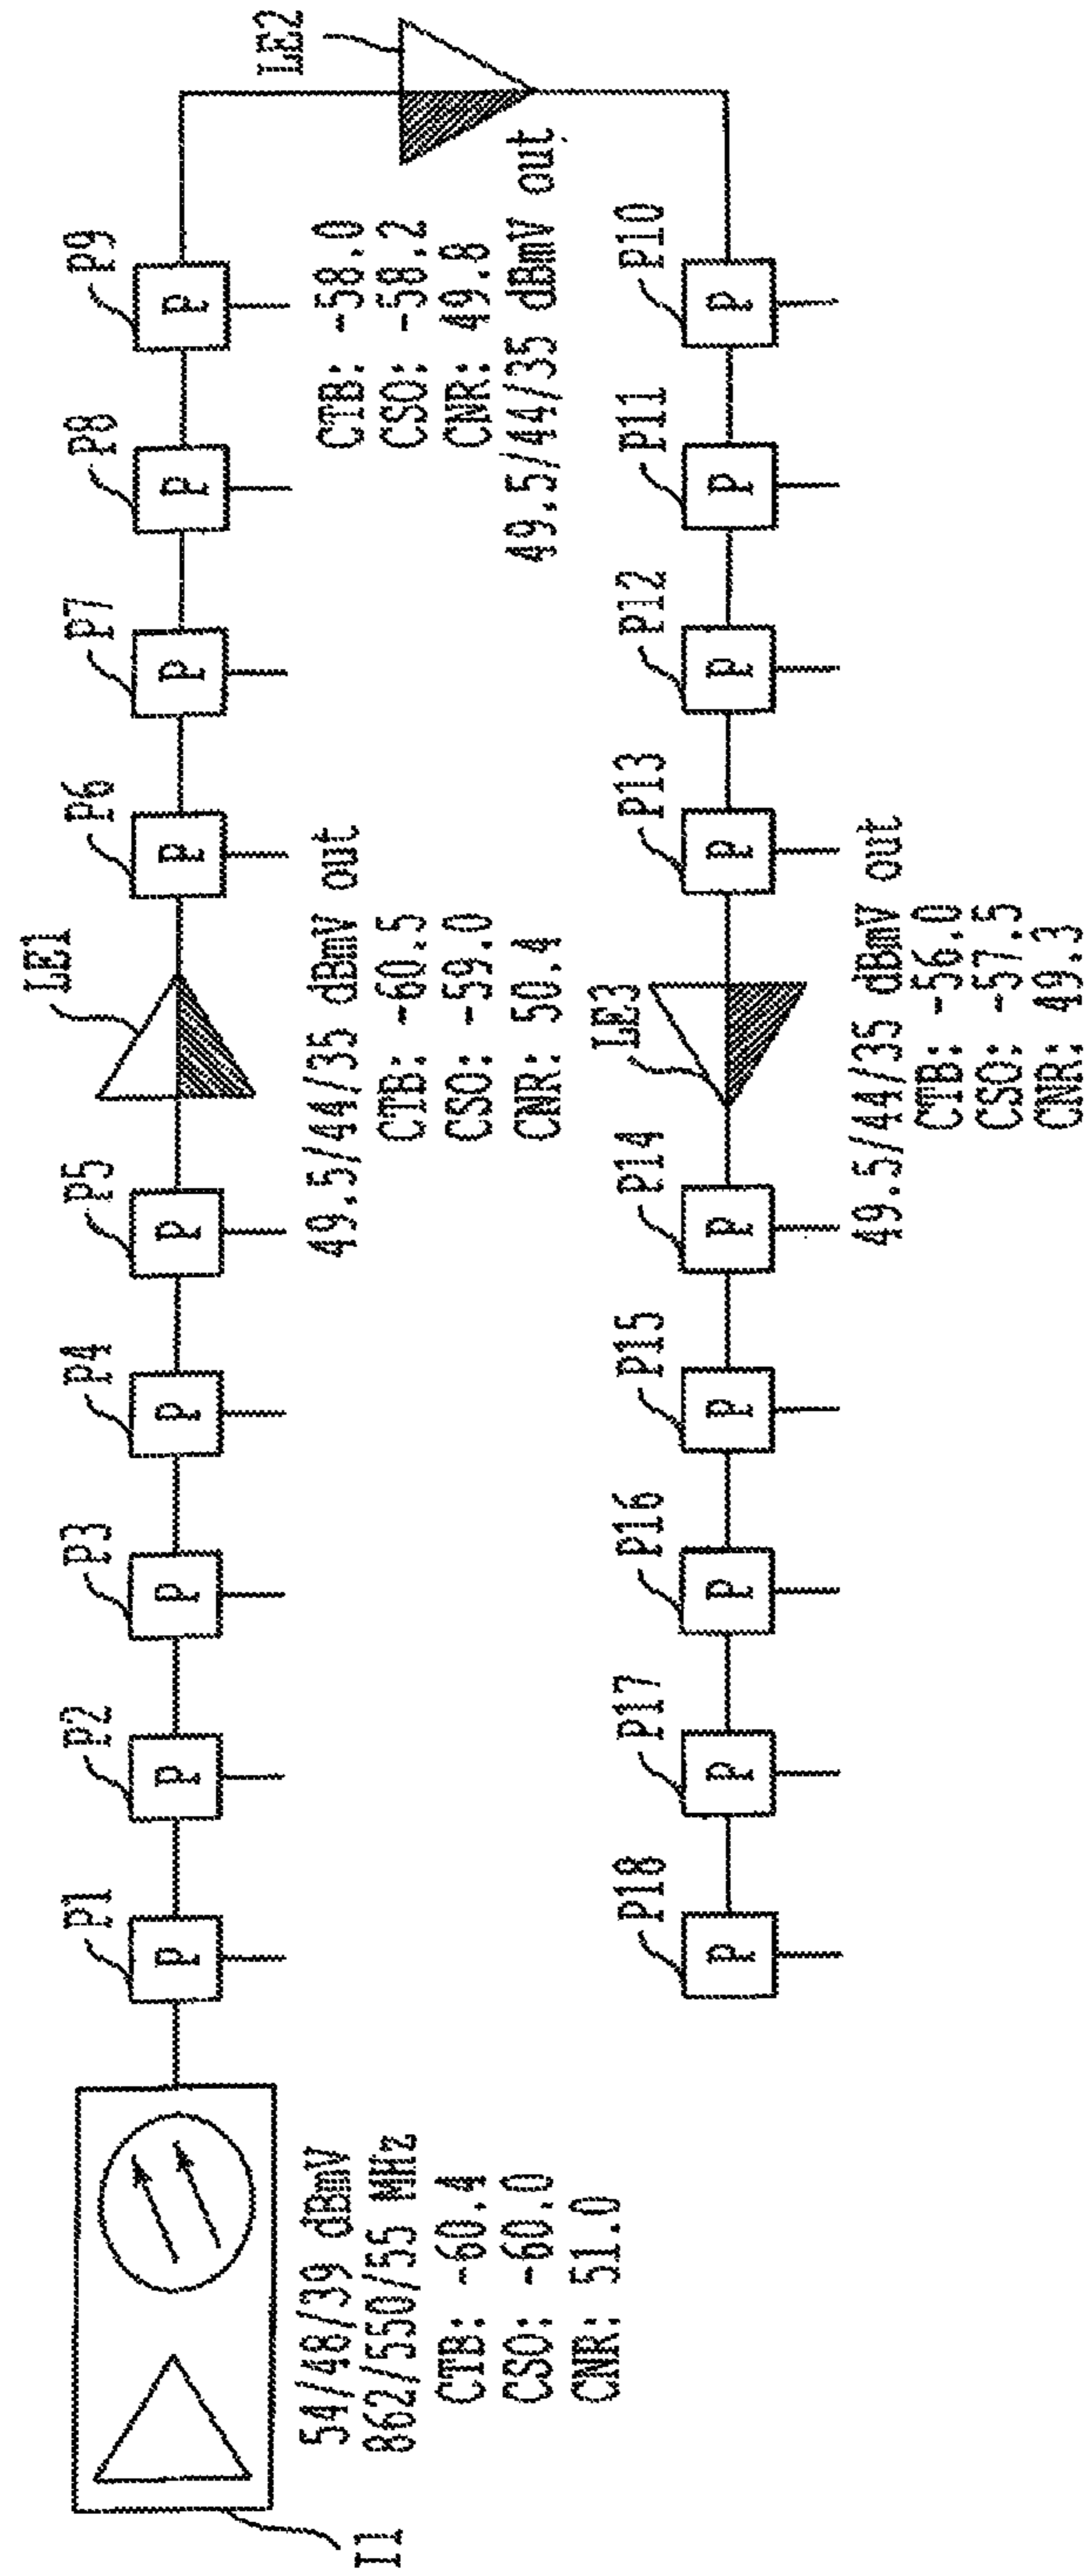 I1
54/48/39 dBmV
862/550/55 MHz
CTB: -60.4
CSO: -60.0
CNR: 51.0
P1
P
P2
P
P3
P
P4
P
P5
P
LE1
49.5/44/35 dBmV out
CTB: -60.5
CSO: -59.0
CNR: 50.4
P6
P
P7
P
P8
P
P9
P
LE2
CTB: -58.0
CSO: -58.2
CNR: 49.8
49.5/44/35 dBmV out
P10
P
P11
P
P12
P
P13
P
LE3
49.5/44/35 dBmV out
CTB: -56.0
CSO: -57.5
CNR: 49.3
P14
P
P15
P
P16
P
P17
P
P18
P